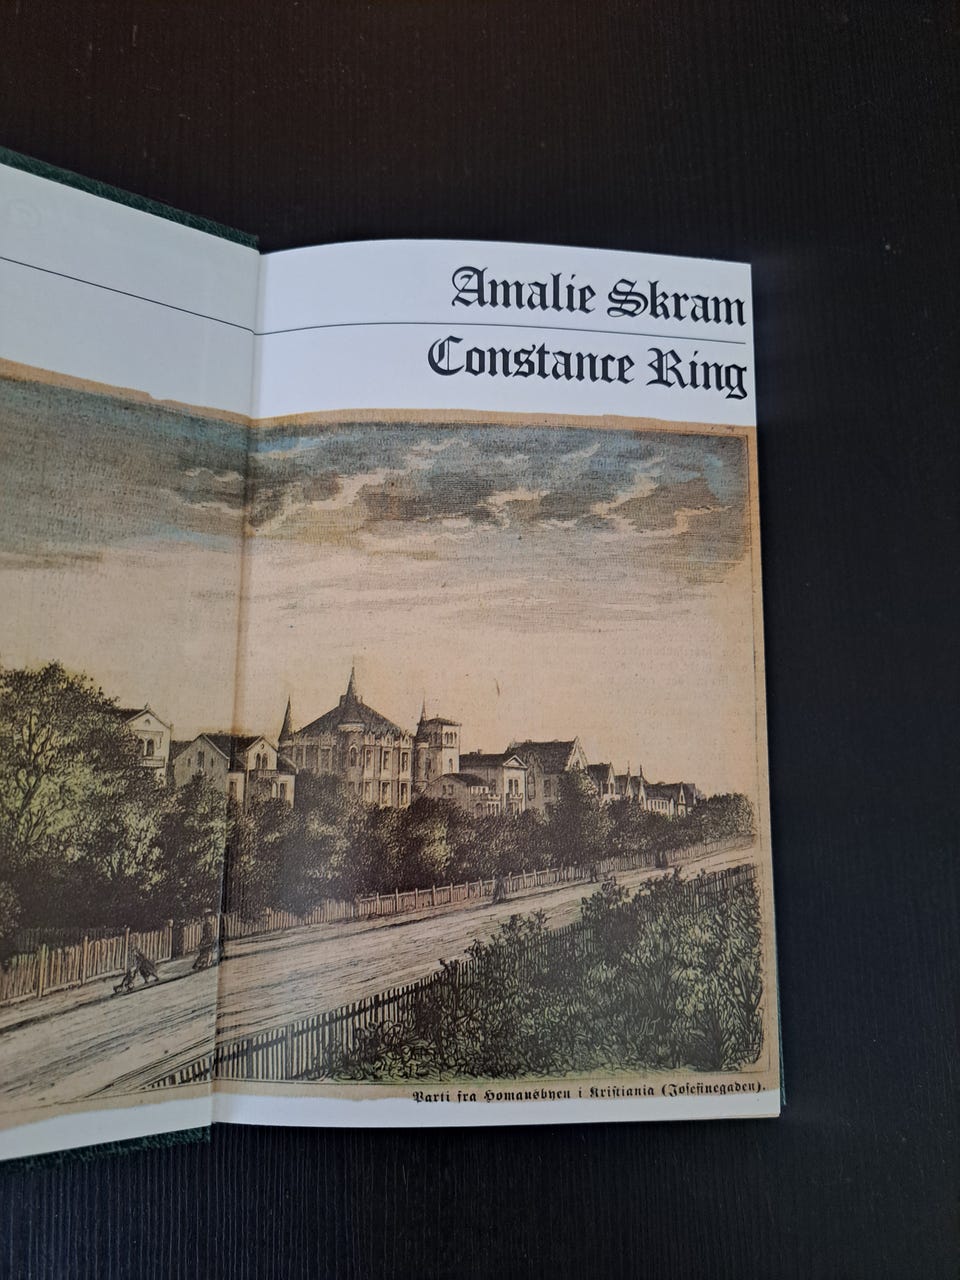 Amalie Skram
Constance Ring
Parti fra Homansbyen i Kristiania (Josefinegaden).